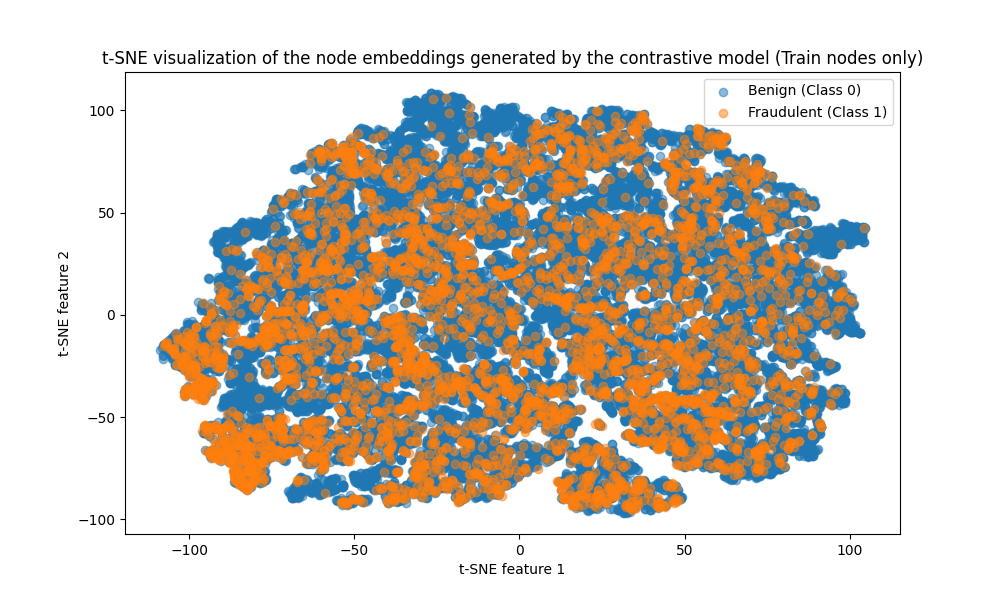 t-SNE visualization of the node embeddings generated by the contrastive model (Train nodes only)
Benign (Class 0)
Fraudulent (Class 1)
100
50
0
−50
−100
t-SNE feature 2
−100
−50
0
50
100
t-SNE feature 1